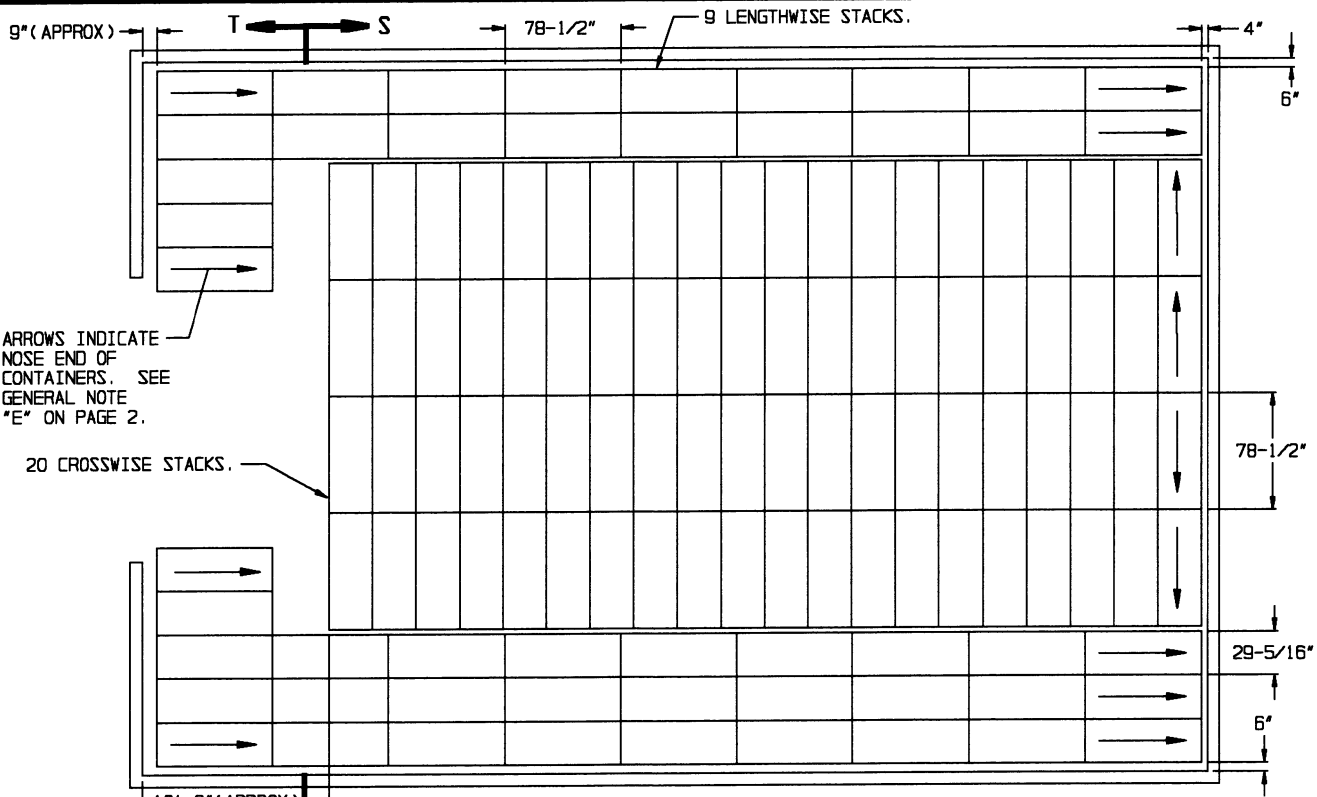 9"(APPROX)
T
S
78-1/2"
9 LENGTHWISE STACKS.
4"
6"
ARROWS INDICATE
NOSE END OF
CONTAINERS. SEE
GENERAL NOTE
"E" ON PAGE 2.
78-1/2"
20 CROSSWISE STACKS.
29-5/16"
6"
(APPROX)